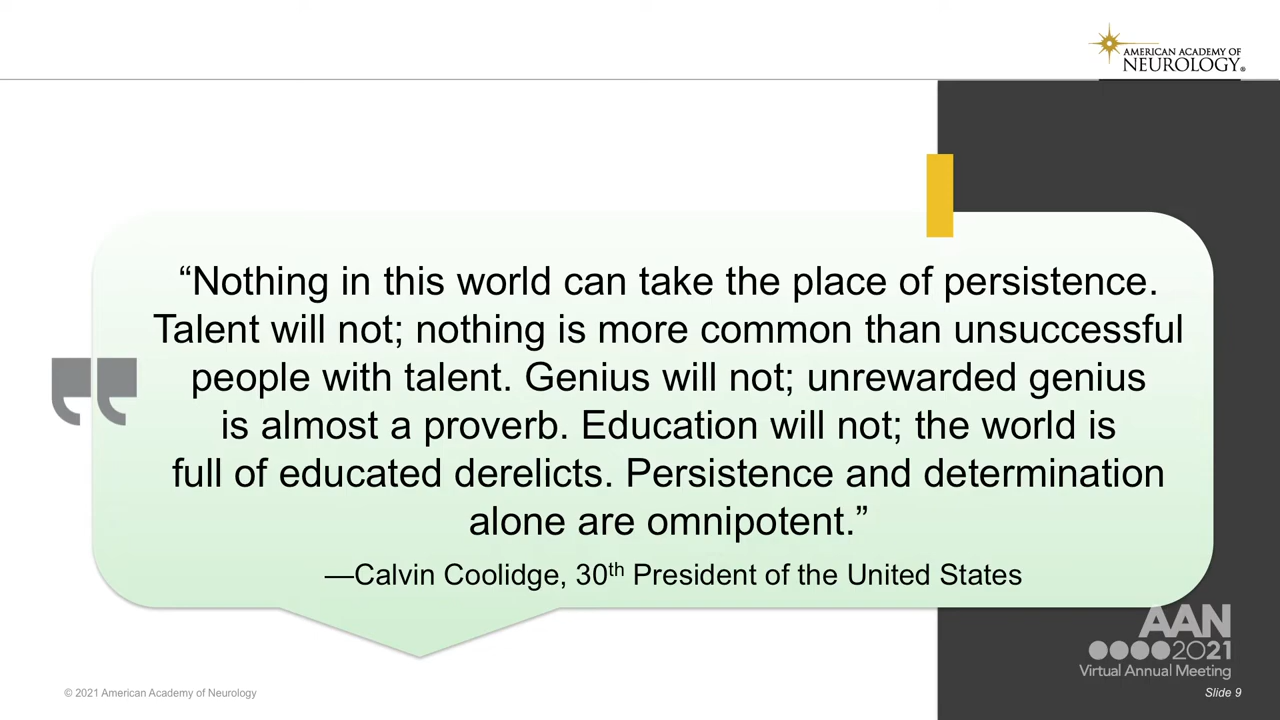 AMERICAN ACADEMY OF
NEUROLOGY®
“Nothing in this world can take the place of persistence.
Talent will not; nothing is more common than unsuccessful
people with talent. Genius will not; unrewarded genius
is almost a proverb. Education will not; the world is
full of educated derelicts. Persistence and determination
alone are omnipotent.”
—Calvin Coolidge, 30th President of the United States
AAN
2021
Virtual Annual Meeting
© 2021 American Academy of Neurology
Slide 9